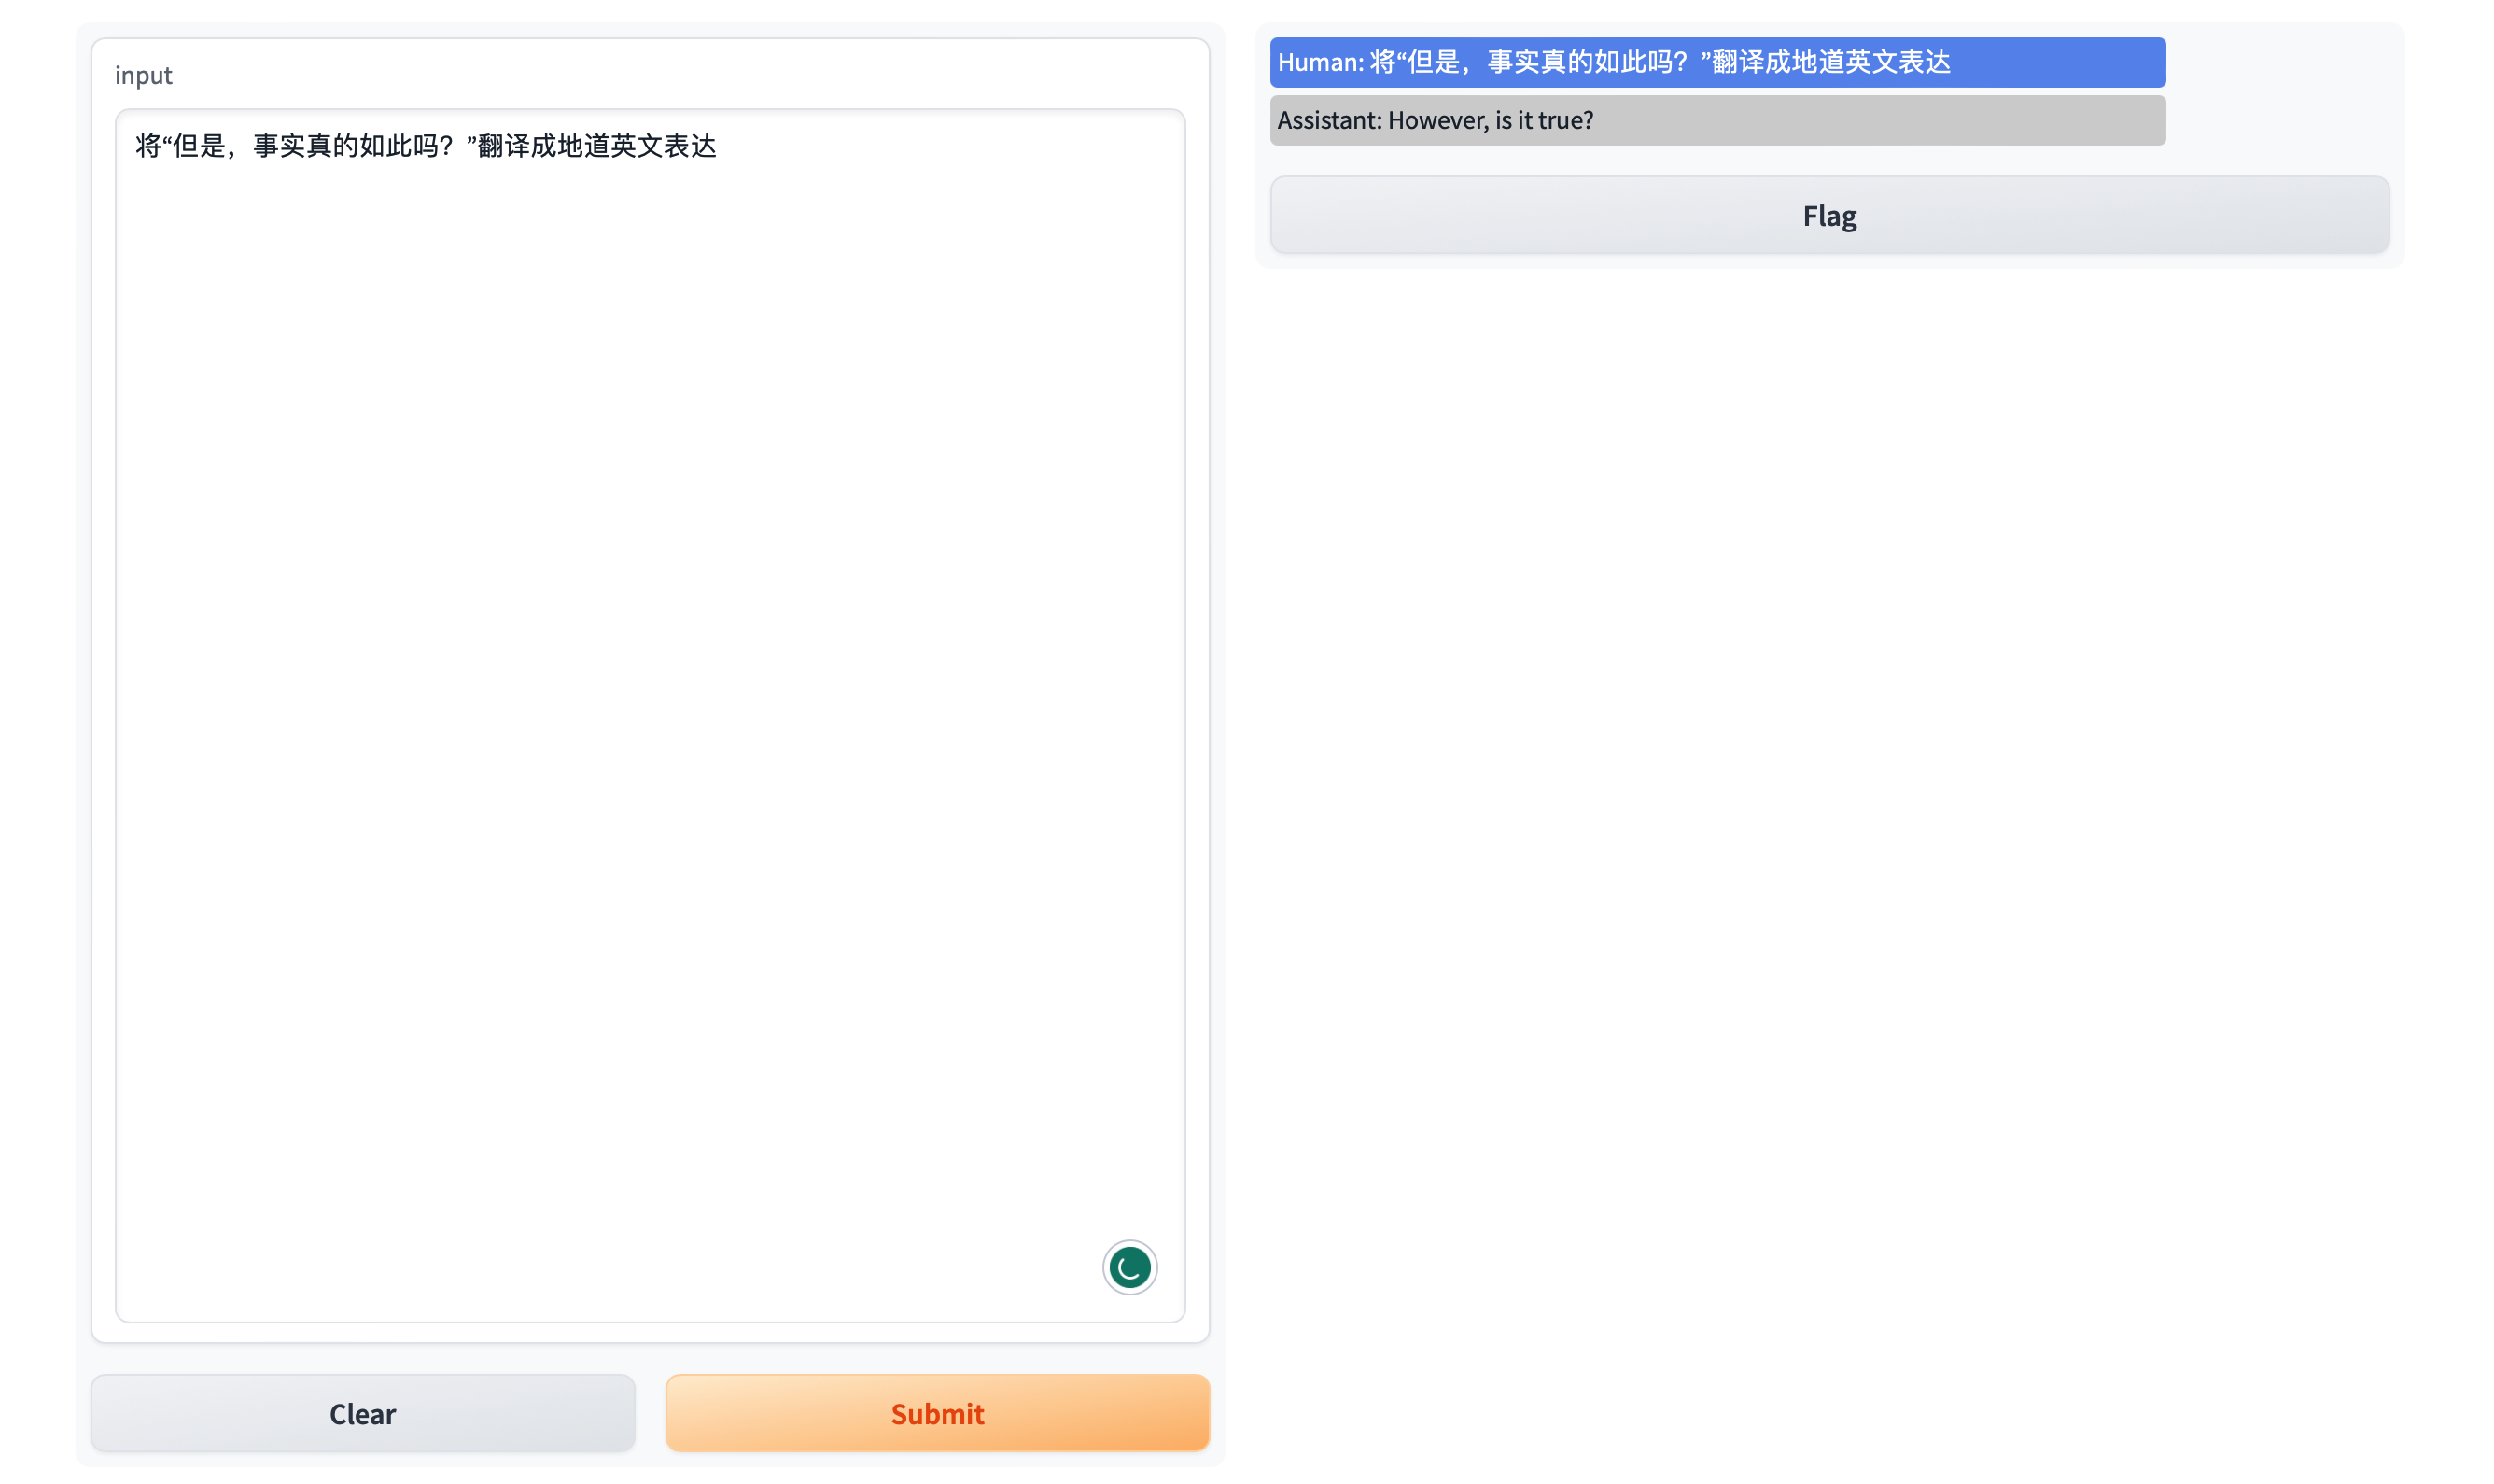 input
将“但是，事实真的如此吗？”翻译成地道英文表达
Clear
Submit
Human: 将“但是，事实真的如此吗？”翻译成地道英文表达
Assistant: However, is it true?
Flag